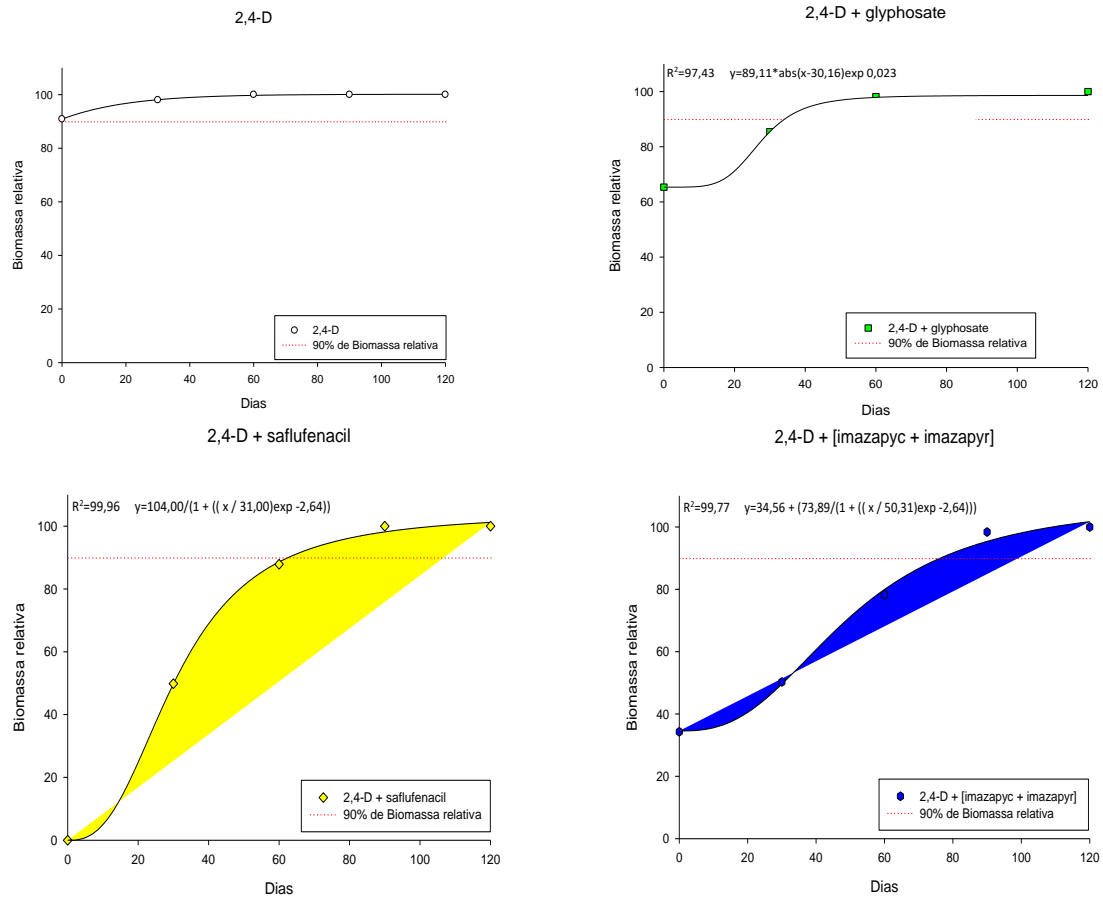 2,4-D
Biomassa relativa
100
80
60
40
20
0
0 20 40 60 80 100 120
Dias
2,4-D
90% de Biomassa relativa
2,4-D + glyphosate
R²=97,43 y=89,11*abs(x-30,16)exp 0,023
Biomassa relativa
100
80
60
40
20
0
0 20 40 60 80 100 120
Dias
2,4-D + glyphosate
90% de Biomassa relativa
2,4-D + saflufenacil
R²=99,96 y=104,00/(1 + (( x / 31,00)exp -2,64))
Biomassa relativa
100
80
60
40
20
0
0 20 40 60 80 100 120
Dias
2,4-D + saflufenacil
90% de Biomassa relativa
2,4-D + [imazapyc + imazapyr]
R²=99,77 y=34,56 + (73,89/(1 + (( x / 50,31)exp -2,64)))
Biomassa relativa
100
80
60
40
20
0
0 20 40 60 80 100 120
Dias
2,4-D + [imazapyc + imazapyr]
90% de Biomassa relativa